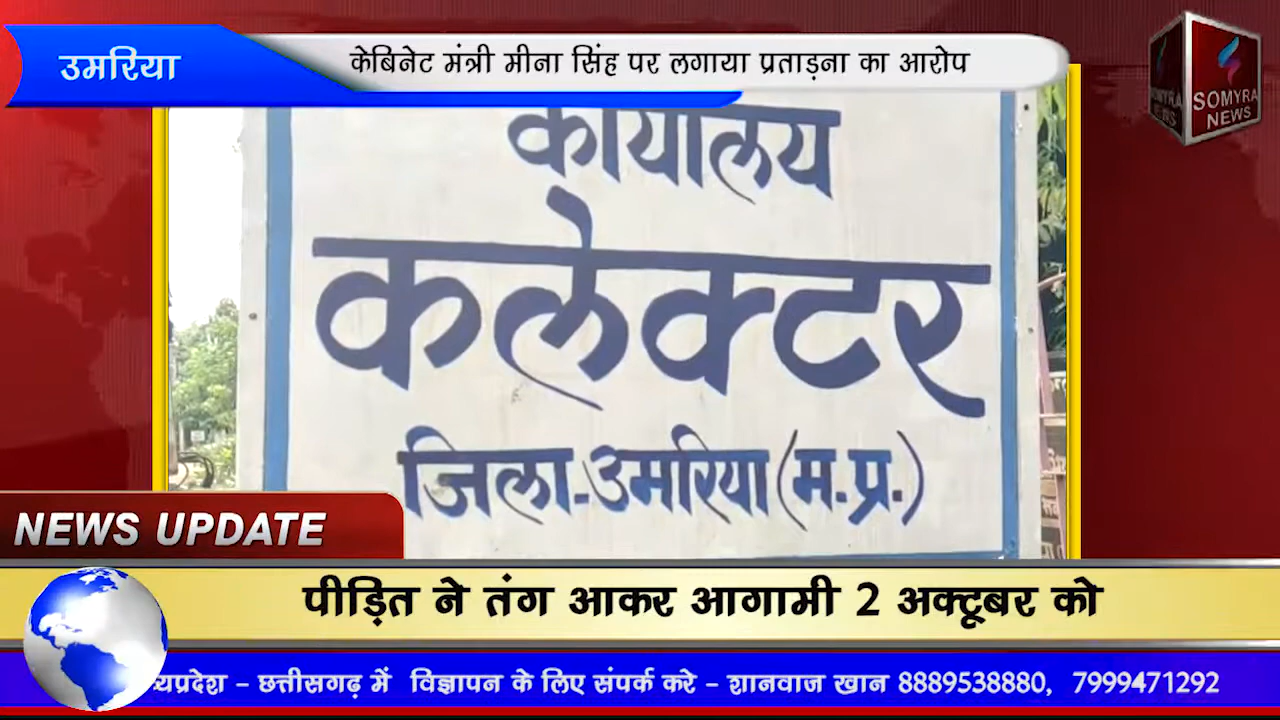 उमरिया
केबिनेट मंत्री मीना सिंह पर लगाया प्रताड़ना का आरोप
SOMYRA
NEWS
SOMYRA
NEWS
कार्यालय
कलेक्टर
जिला-उमरिया (म.प्र.)
NEWS UPDATE
पीड़ित ने तंग आकर आगामी 2 अक्टूबर को
यप्रदेश – छत्तीसगढ़ में विज्ञापन के लिए संपर्क करे – शानवाज खान 8889538880, 7999471292